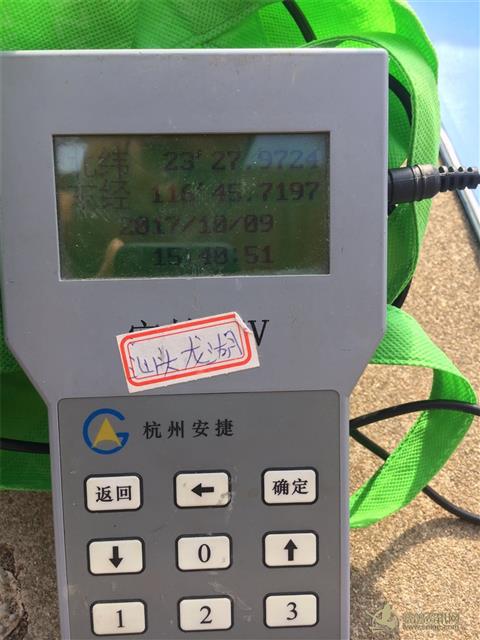 北纬 23°27.9724
东经 116°45.7197
2017/10/09
15:40:51
V
汕头龙湖
杭州安捷
返回 ← 确定
↓ 0 ↑
1 2 3